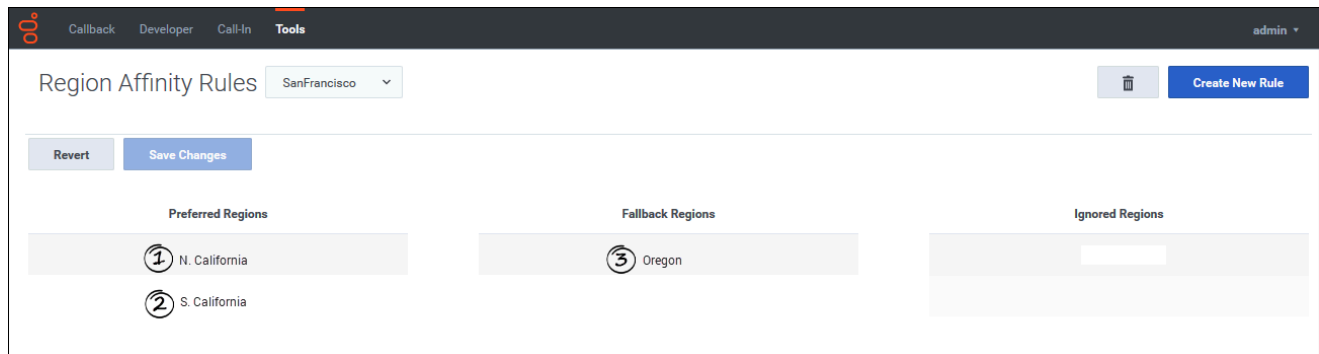 Callback Developer Call-In Tools admin
Region Affinity Rules SanFrancisco Create New Rule
Revert Save Changes
Preferred Regions Fallback Regions Ignored Regions
1 N. California 3 Oregon
2 S. California